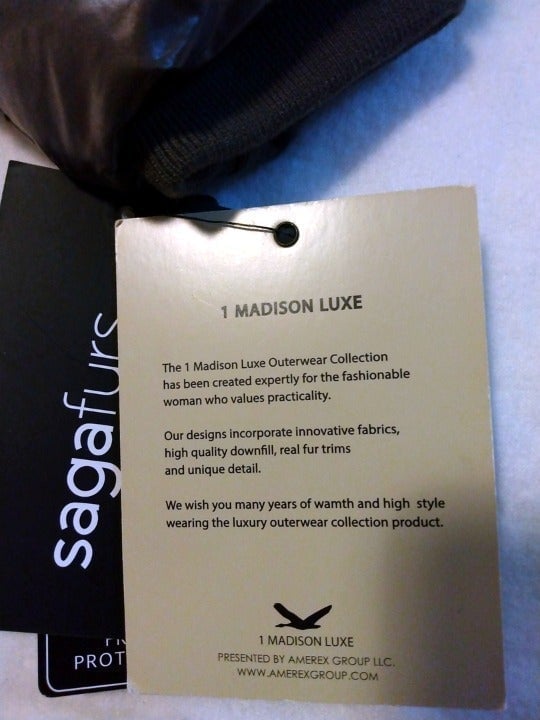 1 MADISON LUXE
The 1 Madison Luxe Outerwear Collection
has been created expertly for the fashionable
woman who values practicality.
Our designs incorporate innovative fabrics,
high quality downfill, real fur trims
and unique detail.
We wish you many years of wamth and high style
wearing the luxury outerwear collection product.
1 MADISON LUXE
PRESENTED BY AMEREX GROUP LLC.
WWW.AMEREXGROUP.COM
sagafurs
PROT